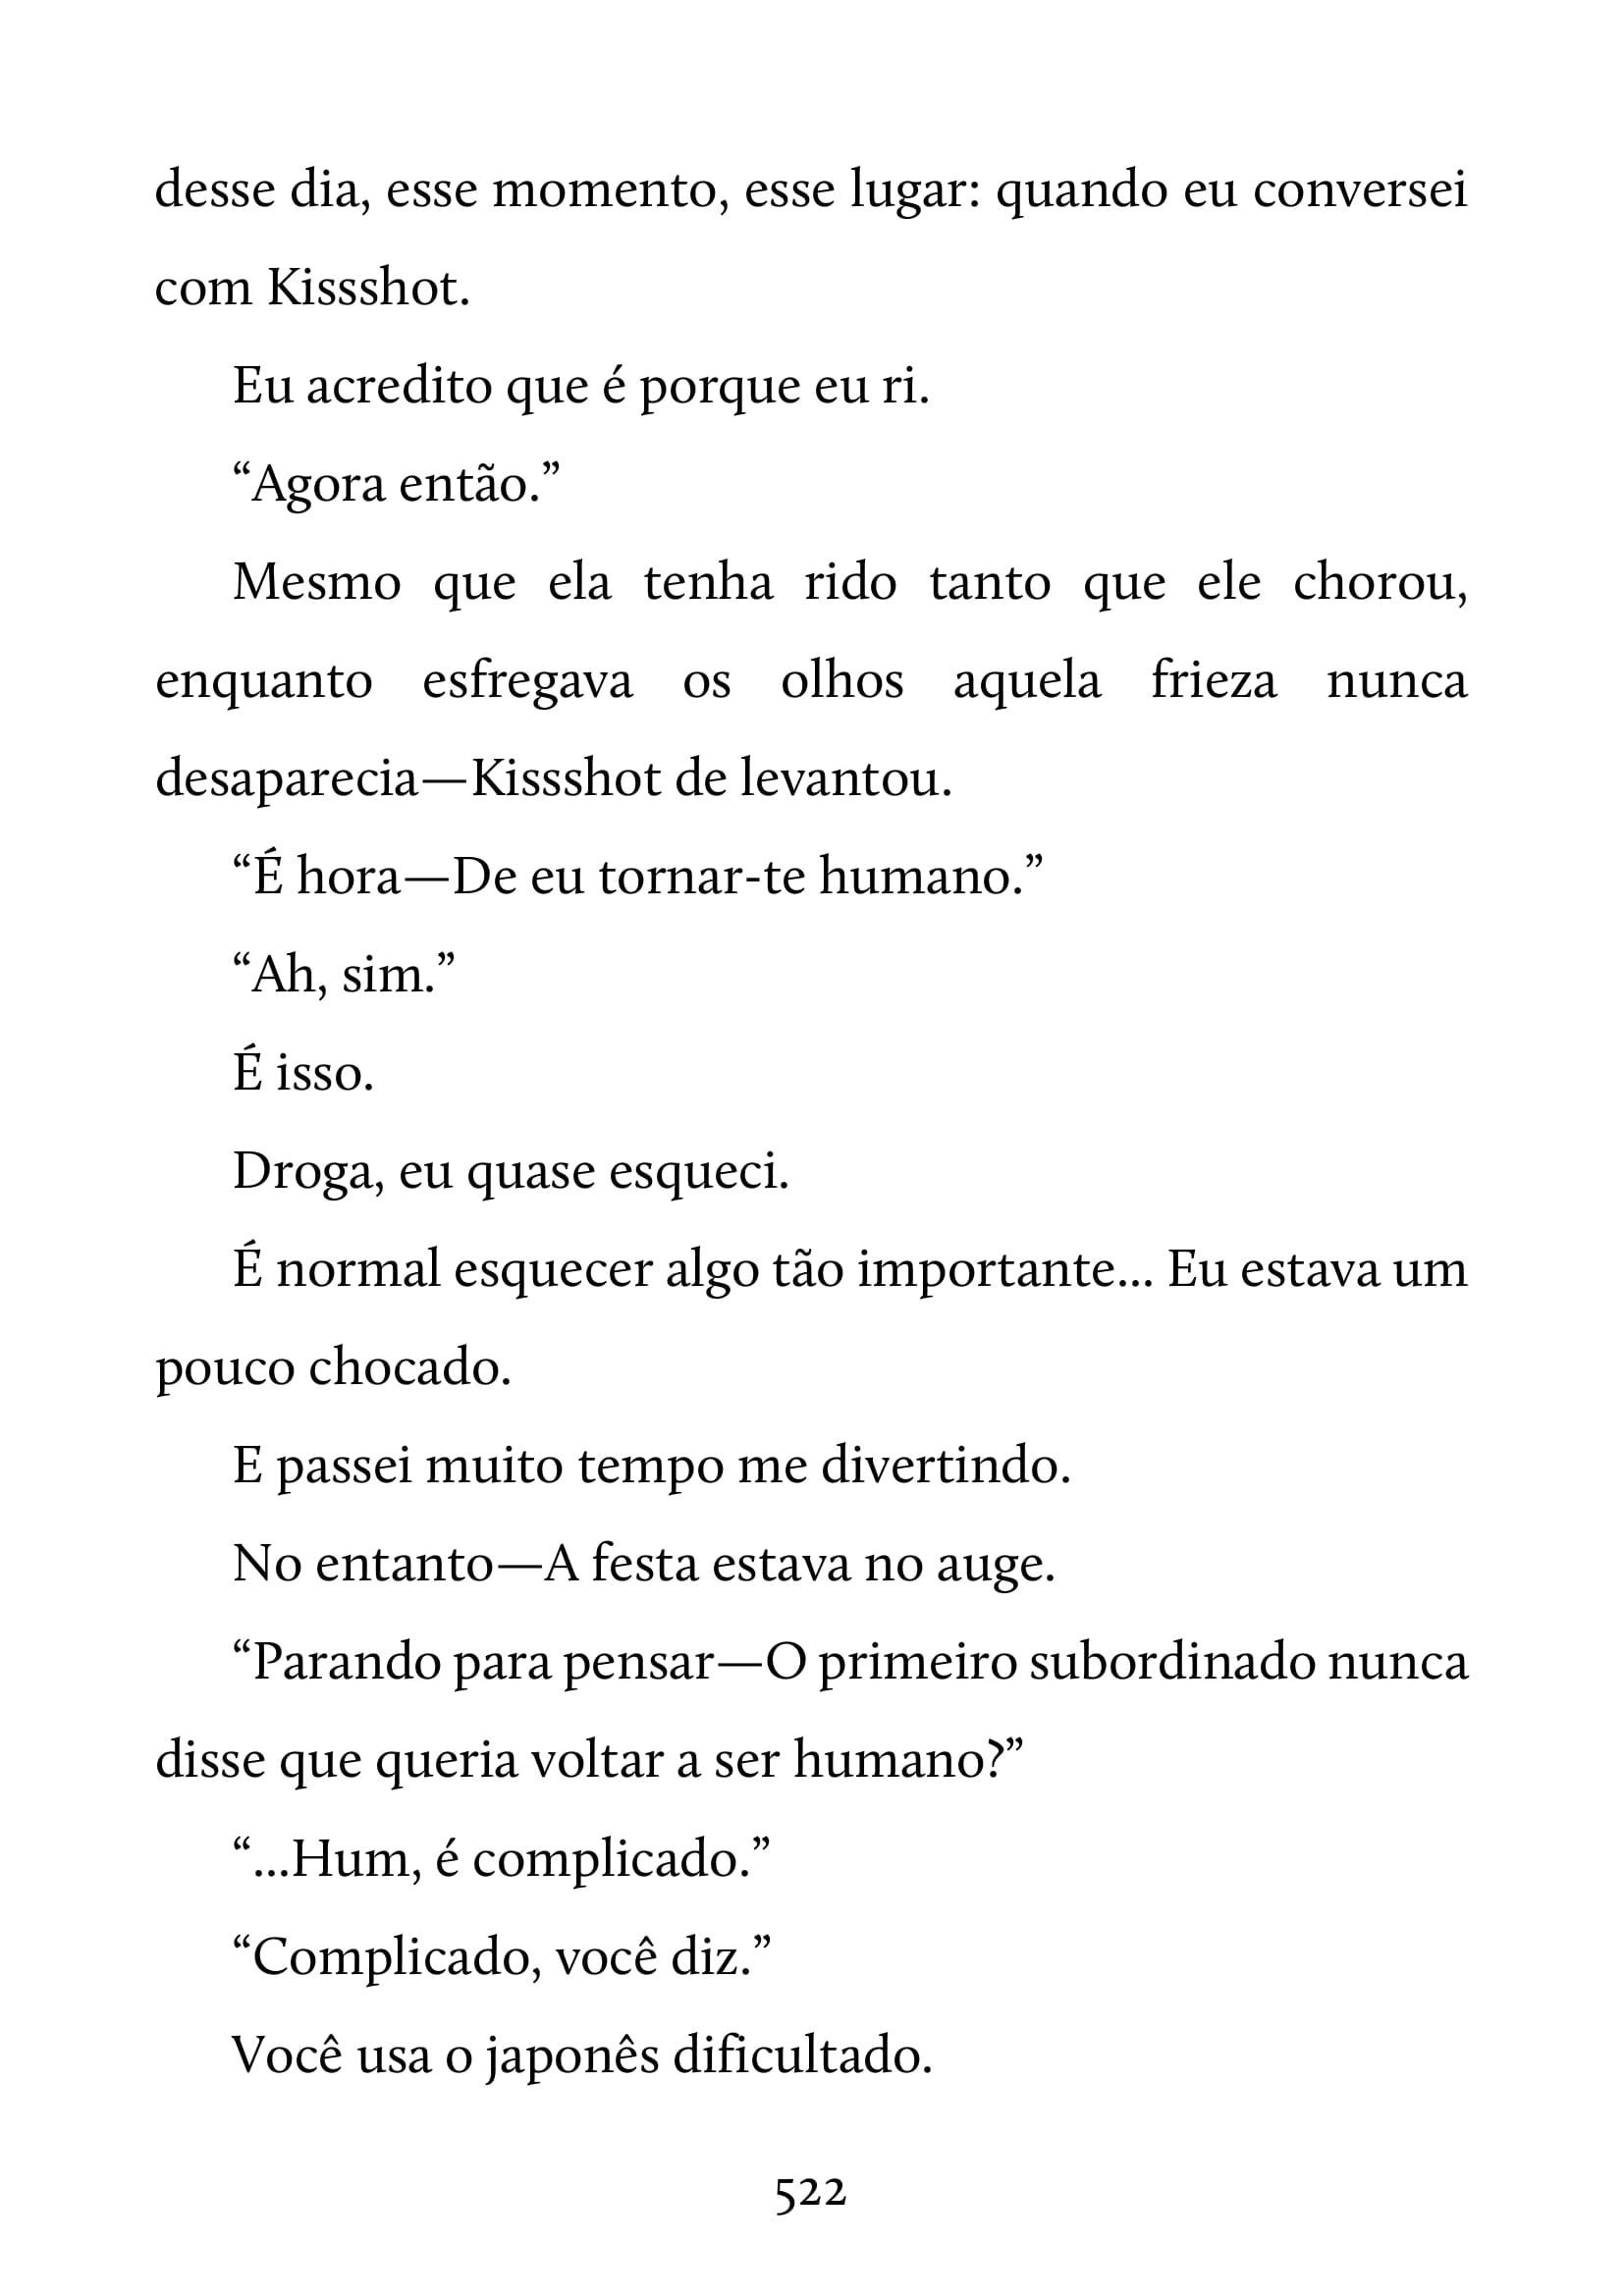 desse dia, esse momento, esse lugar: quando eu conversei
com Kissshot.
Eu acredito que é porque eu ri.
“Agora então.”
Mesmo que ela tenha rido tanto que ele chorou,
enquanto esfregava os olhos aquela frieza nunca
desaparecia—Kissshot de levantou.
“É hora—De eu tornar-te humano.”
“Ah, sim.”
É isso.
Droga, eu quase esqueci.
É normal esquecer algo tão importante... Eu estava um
pouco chocado.
E passei muito tempo me divertindo.
No entanto—A festa estava no auge.
“Parando para pensar—O primeiro subordinado nunca
disse que queria voltar a ser humano?”
“...Hum, é complicado.”
“Complicado, você diz.”
Você usa o japonês dificultado.
522